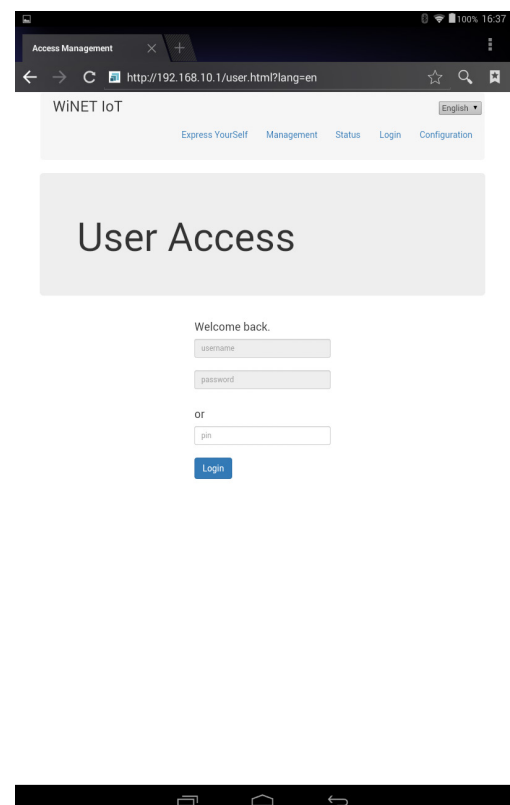 100% 16:37
Access Management
http://192.168.10.1/user.html?lang=en
WiNET IoT
English
Express YourSelf Management Status Login Configuration
User Access
Welcome back.
username
password
or
pin
Login